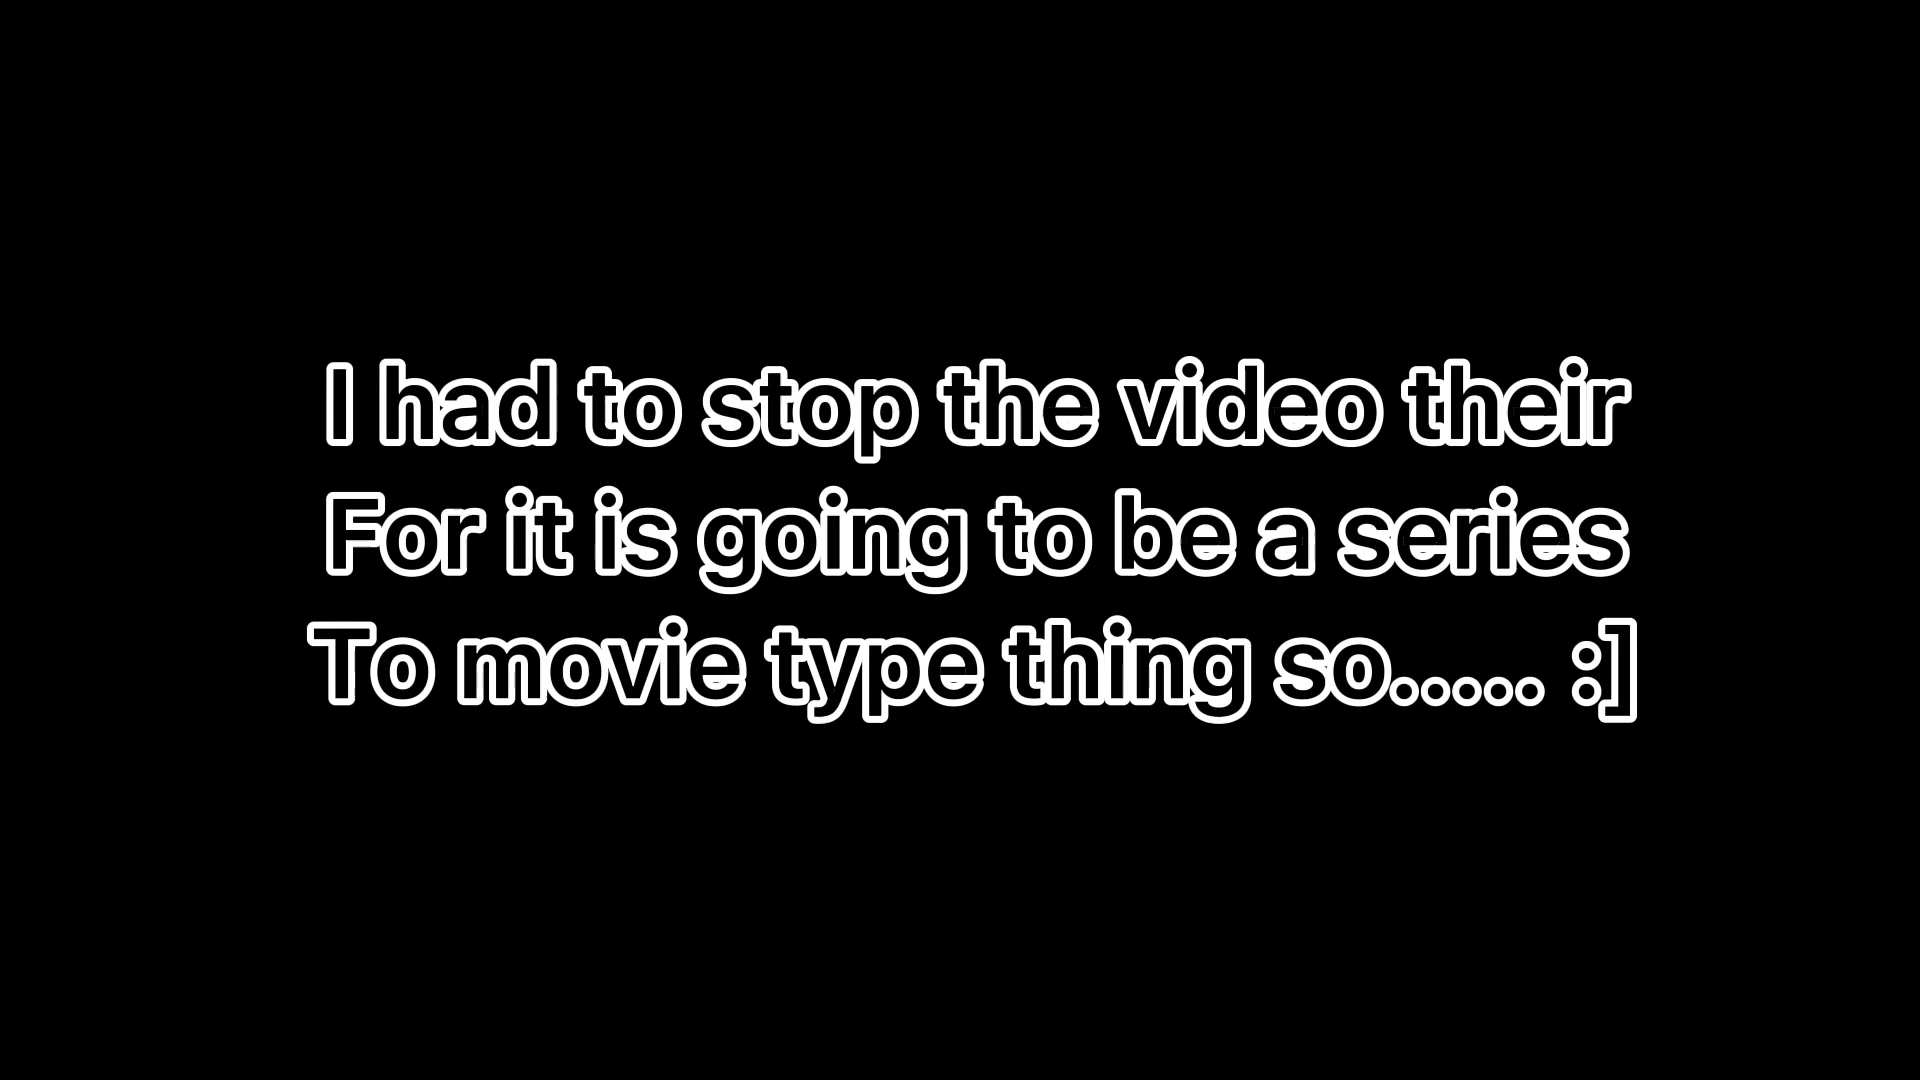 I had to stop the video their
For it is going to be a series
To movie type thing so..... :]